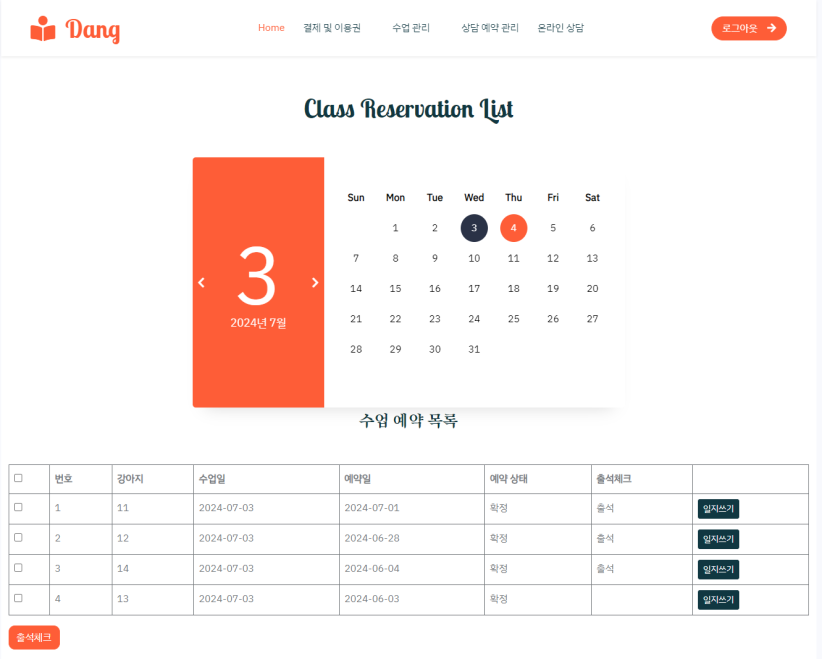 Dang Home 결제 및 이용권 수업 관리 상담 예약 관리 온라인 상담 로그아웃
Class Reservation List
Sun Mon Tue Wed Thu Fri Sat
1 2 3 4 5 6
7 8 9 10 11 12 13
14 15 16 17 18 19 20
21 22 23 24 25 26 27
28 29 30 31
3
2024년 7월
수업 예약 목록
번호 강아지 수업일 예약일 예약 상태 출석체크
1 11 2024-07-03 2024-07-01 확정 출석 일지쓰기
2 12 2024-07-03 2024-06-28 확정 출석 일지쓰기
3 14 2024-07-03 2024-06-04 확정 출석 일지쓰기
4 13 2024-07-03 2024-06-03 확정 일지쓰기
출석체크